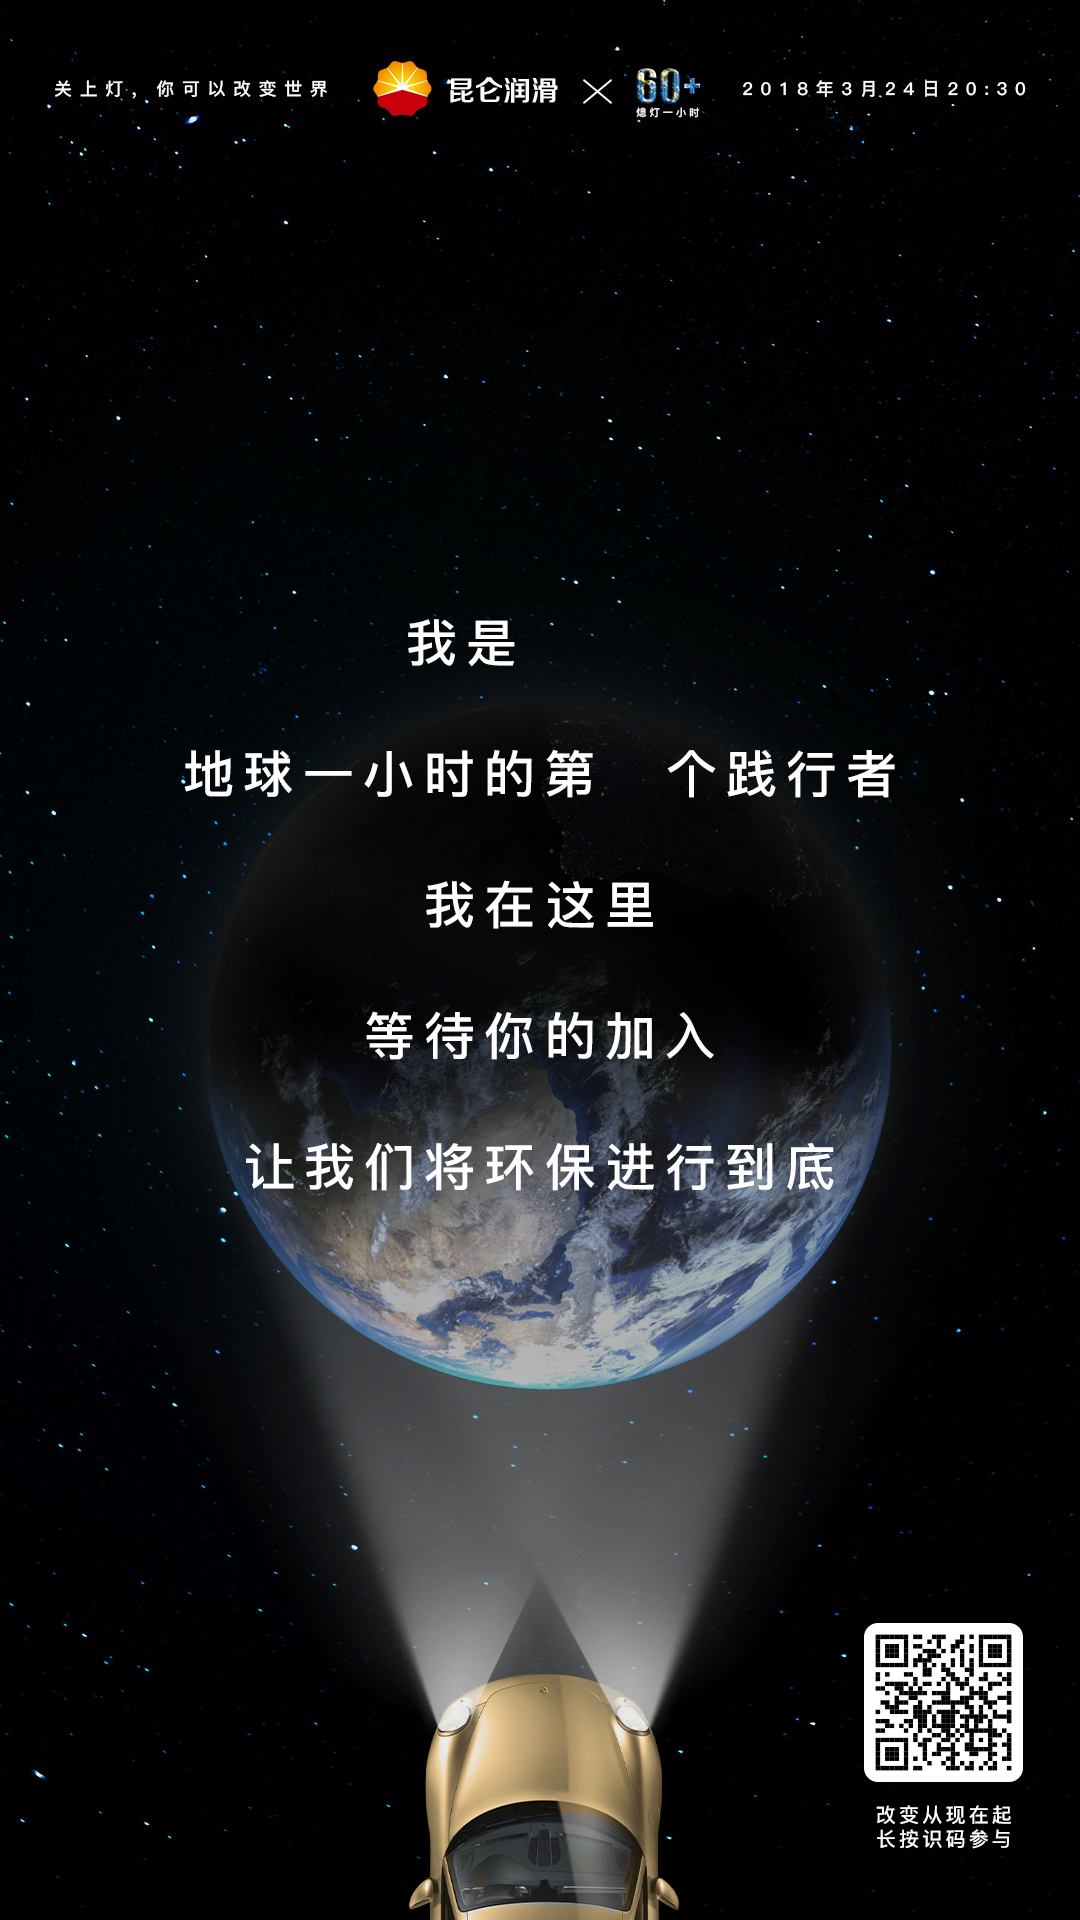 关上灯，你可以改变世界
昆仑润滑
60+
熄灯一小时
2018年3月24日20:30
我是
地球一小时的第 个践行者
我在这里
等待你的加入
让我们将环保进行到底
改变从现在起
长按识码参与